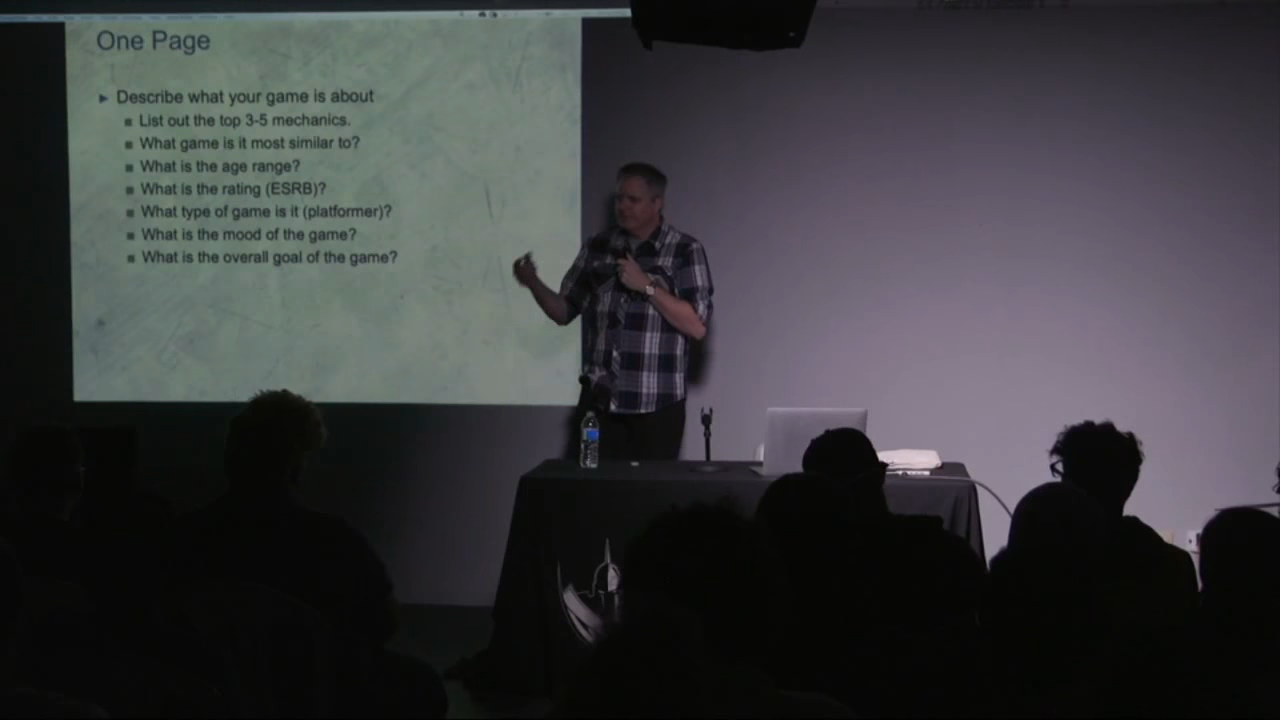 One Page
Describe what your game is about
List out the top 3-5 mechanics.
What game is it most similar to?
What is the age range?
What is the rating (ESRB)?
What type of game is it (platformer)?
What is the mood of the game?
What is the overall goal of the game?